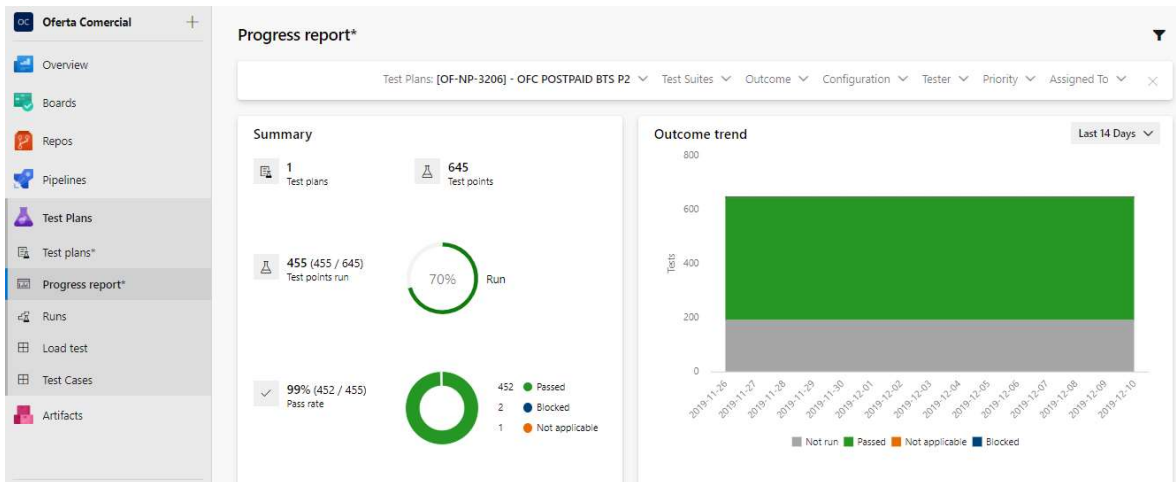 OC Oferta Comercial
Overview
Boards
Repos
Pipelines
Test Plans
Test plans*
Progress report*
Runs
Load test
Test Cases
Artifacts
Progress report*
Test Plans: [OF-NP-3206] - OFC POSTPAID BTS P2 Test Suites Outcome Configuration Tester Priority Assigned To
Summary
1
Test plans
645
Test points
455 (455 / 645)
Test points run
70%
Run
99% (452 / 455)
Pass rate
452 Passed
2 Blocked
1 Not applicable
Outcome trend
Last 14 Days
800
600
400
200
0
Tests
2019-11-26
2019-11-27
2019-11-28
2019-11-29
2019-11-30
2019-12-01
2019-12-02
2019-12-03
2019-12-04
2019-12-05
2019-12-06
2019-12-07
2019-12-08
2019-12-09
2019-12-10
Not run Passed Not applicable Blocked